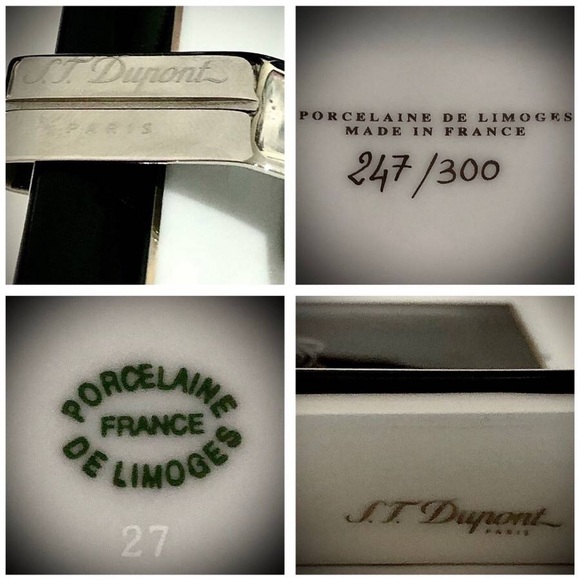 S.T. Dupont
PARIS
PORCELAINE DE LIMOGES
MADE IN FRANCE
247/300
PORCELAINE
FRANCE
DE LIMOGES
27
S.T. Dupont
PARIS